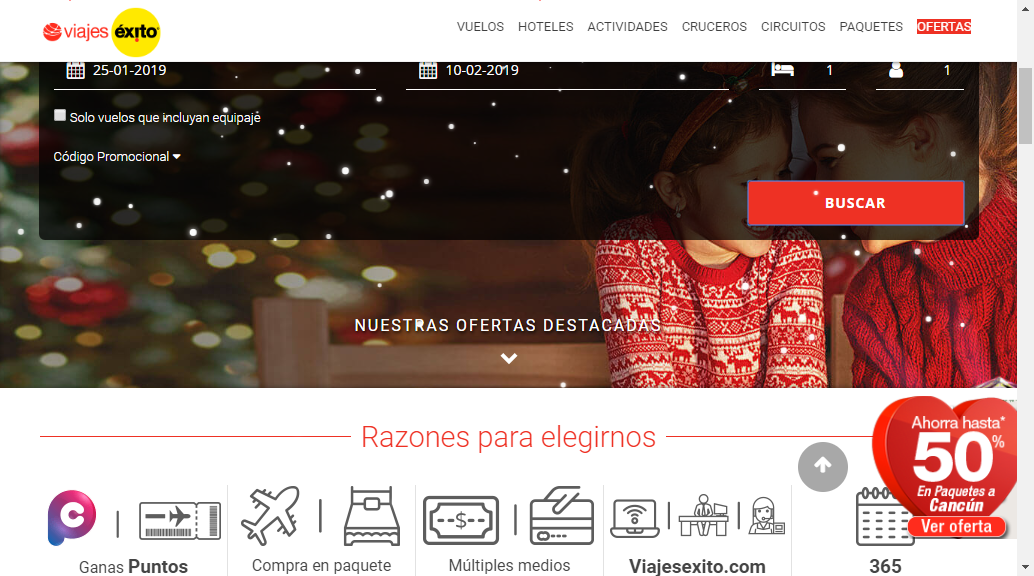 viajes éxito
VUELOS HOTELES ACTIVIDADES CRUCEROS CIRCUITOS PAQUETES OFERTAS
25-01-2019 10-02-2019 1 1
Solo vuelos que incluyan equipaje
Código Promocional
BUSCAR
NUESTRAS OFERTAS DESTACADAS
Razones para elegirnos
Ahorra hasta*
50%
En Paquetes a
Cancún
Ver oferta
Ganas Puntos
Compra en paquete
Múltiples medios
Viajesexito.com
365